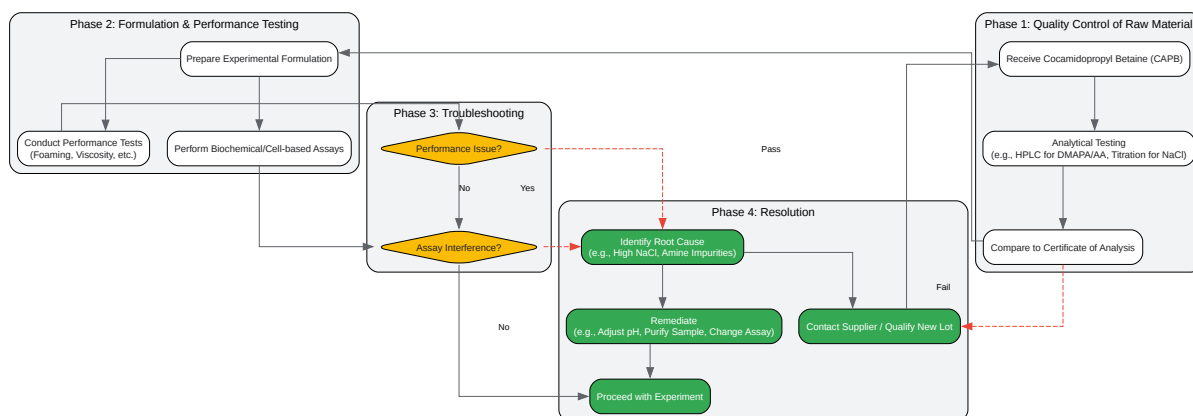 Phase 2: Formulation & Performance Testing
Prepare Experimental Formulation
Conduct Performance Tests
(Foaming, Viscosity, etc.)
Perform Biochemical/Cell-based Assays
Phase 3: Troubleshooting
Performance Issue?
No
Yes
Assay Interference?
No
Pass
Phase 4: Resolution
Identify Root Cause
(e.g., High NaCl, Amine Impurities)
Fail
Remediate
(e.g., Adjust pH, Purify Sample, Change Assay)
Contact Supplier / Qualify New Lot
Proceed with Experiment
Phase 1: Quality Control of Raw Material
Receive Cocamidopropyl Betaine (CAPB)
Analytical Testing
(e.g., HPLC for DMAPA/AA, Titration for NaCl)
Compare to Certificate of Analysis